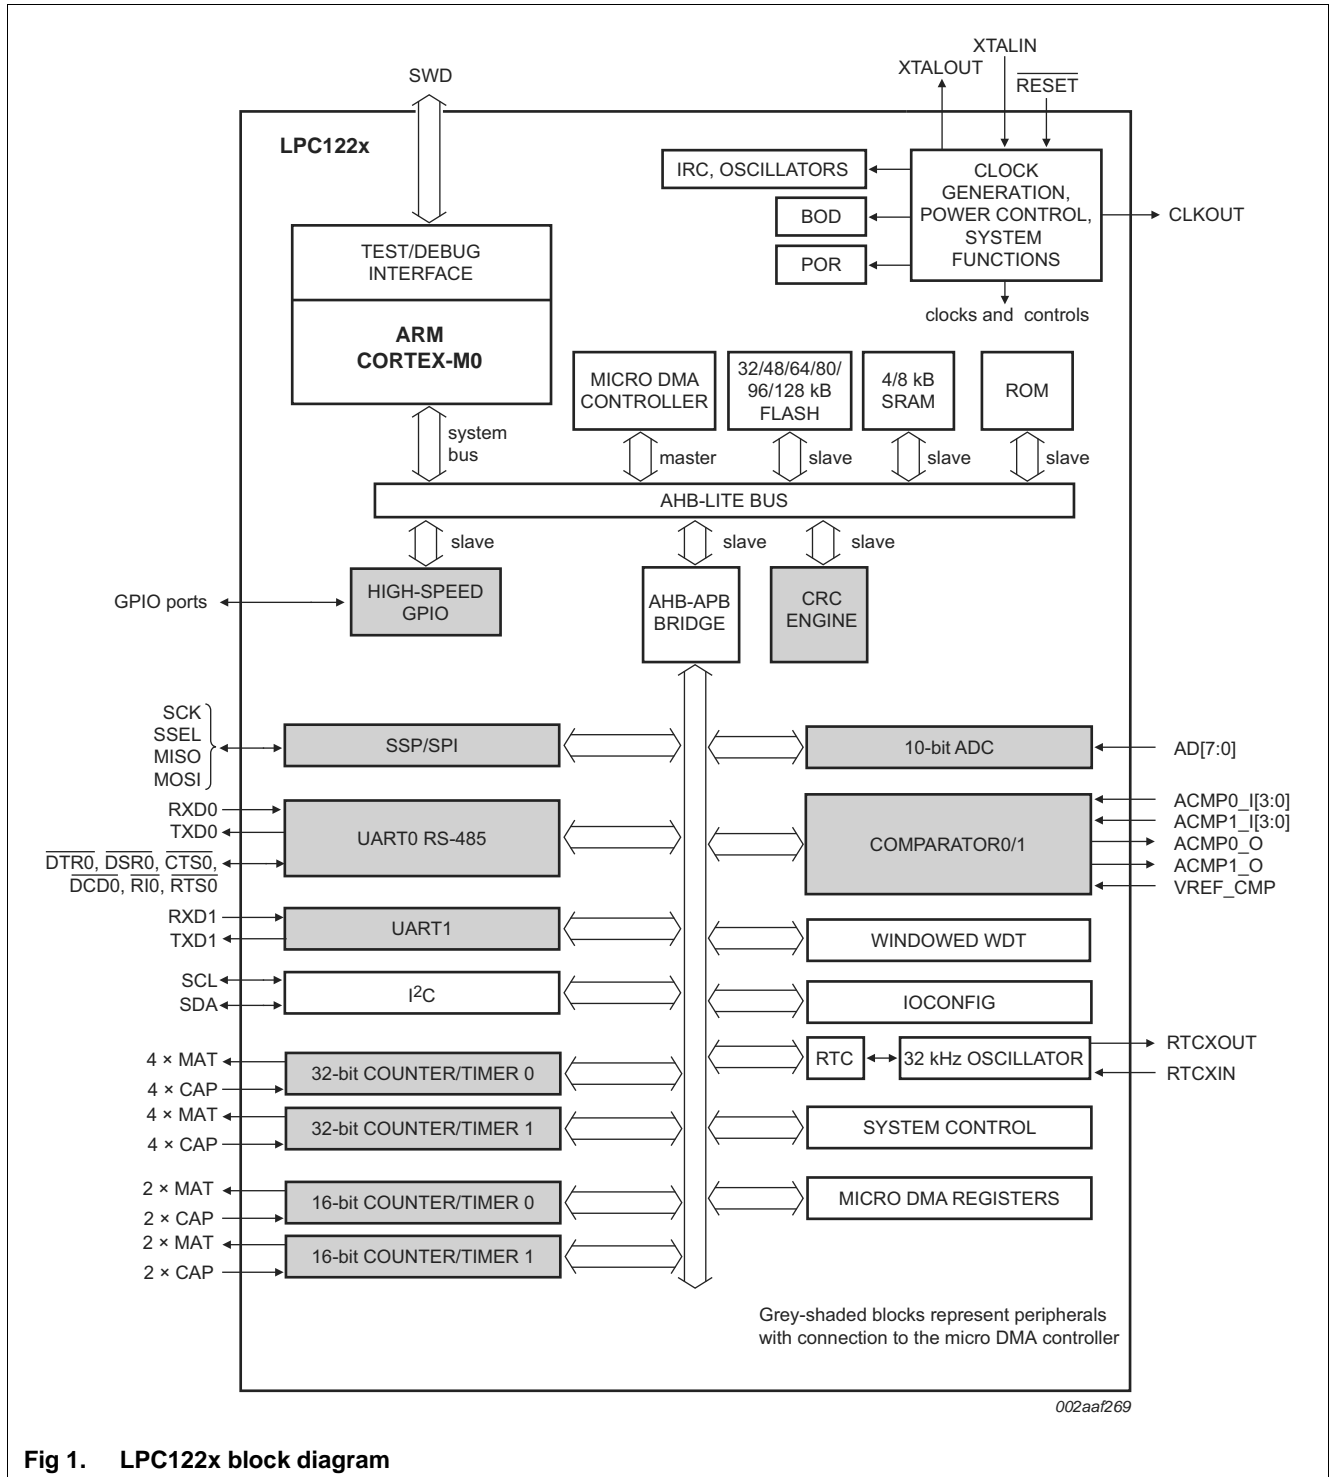 XTALIN
XTALOUT
RESET
SWD
LPC122x
IRC, OSCILLATORS
BOD
POR
CLOCK
GENERATION,
POWER CONTROL,
SYSTEM
FUNCTIONS
CLKOUT
clocks and controls
TEST/DEBUG
INTERFACE
ARM
CORTEX-M0
system
bus
MICRO DMA
CONTROLLER
master
32/48/64/80/
96/128 kB
FLASH
slave
4/8 kB
SRAM
slave
ROM
slave
AHB-LITE BUS
slave
slave
slave
GPIO ports
HIGH-SPEED
GPIO
AHB-APB
BRIDGE
CRC
ENGINE
SCK
SSEL
MISO
MOSI
SSP/SPI
10-bit ADC
AD[7:0]
RXD0
TXD0
DTR0, DSR0, CTS0,
DCD0, RI0, RTS0
UART0 RS-485
COMPARATOR0/1
ACMP0_I[3:0]
ACMP1_I[3:0]
ACMP0_O
ACMP1_O
VREF_CMP
RXD1
TXD1
UART1
WINDOWED WDT
SCL
SDA
I2C
IOCONFIG
4 × MAT
4 × CAP
32-bit COUNTER/TIMER 0
RTC
32 kHz OSCILLATOR
RTCXOUT
RTCXIN
4 × MAT
4 × CAP
32-bit COUNTER/TIMER 1
SYSTEM CONTROL
2 × MAT
2 × CAP
16-bit COUNTER/TIMER 0
MICRO DMA REGISTERS
2 × MAT
2 × CAP
16-bit COUNTER/TIMER 1
Grey-shaded blocks represent peripherals
with connection to the micro DMA controller
002aaf269
Fig 1. LPC122x block diagram